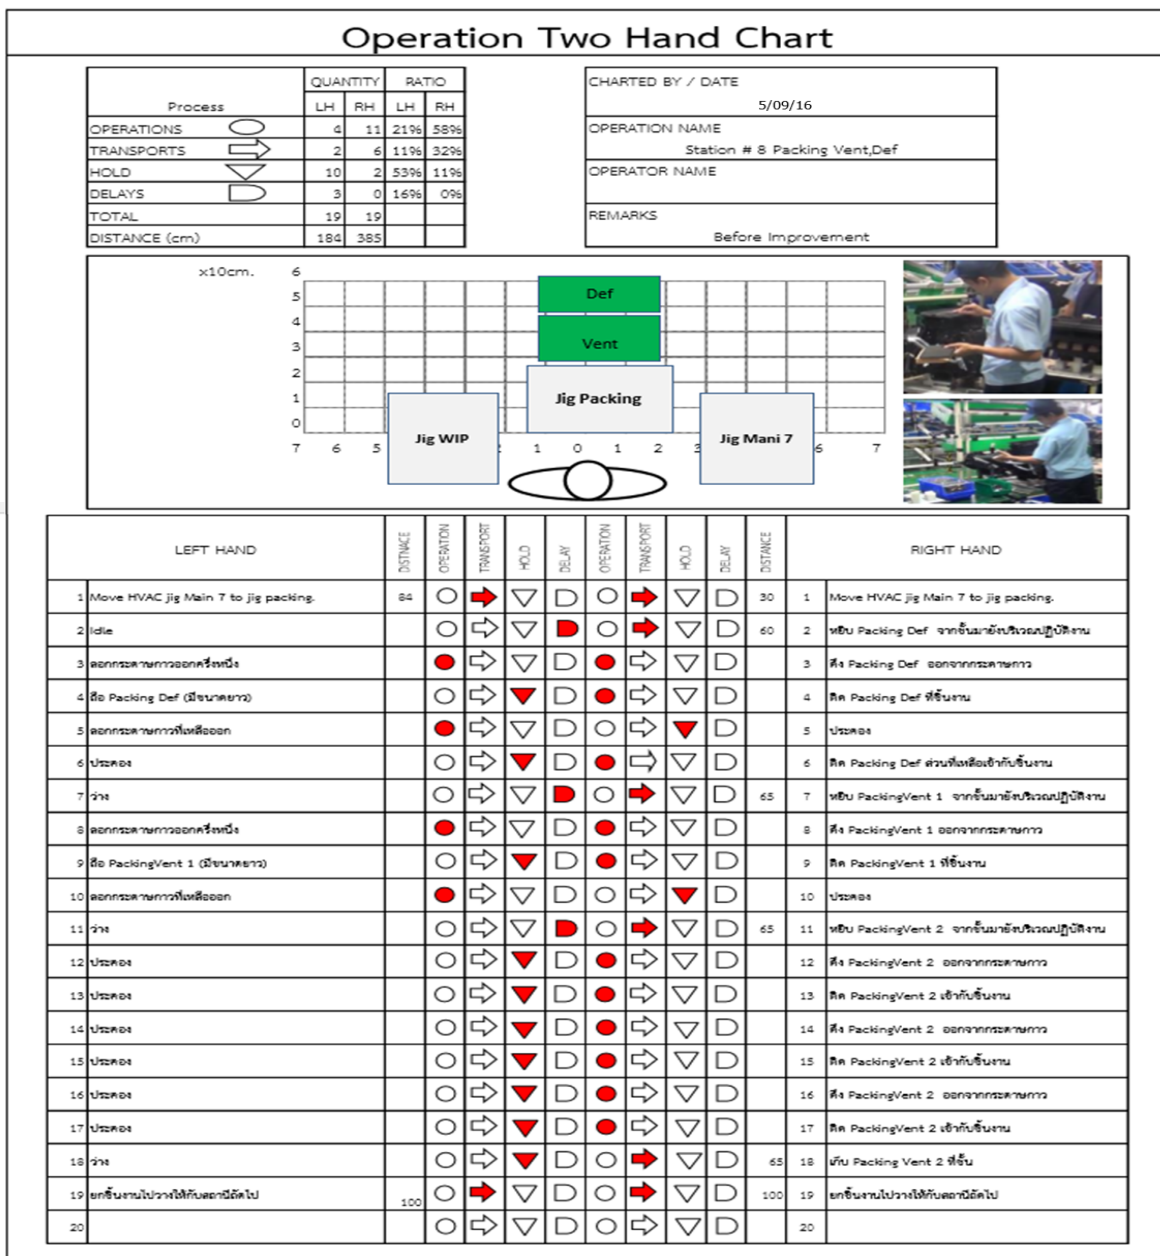 Operation Two Hand Chart
QUANTITY RATIO
Process LH RH LH RH
OPERATIONS 4 11 21% 58%
TRANSPORTS 2 6 11% 32%
HOLD 10 2 53% 11%
DELAYS 3 0 16% 0%
TOTAL 19 19
DISTANCE (cm) 184 385
CHARTED BY / DATE
5/09/16
OPERATION NAME
Station # 8 Packing Vent,Def
OPERATOR NAME
REMARKS
Before Improvement
x10cm. 6
5
4
3
2
1
0
Def
Vent
Jig Packing
Jig WIP
Jig Mani 7
7 6 5 2 1 0 1 2 3 6 7
LEFT HAND DISTNACE OPERATION TRANSPORT HOLD DELAY OPERATION TRANSPORT HOLD DELAY DISTANCE RIGHT HAND
1 Move HVAC jig Main 7 to jig packing. 84 30 1 Move HVAC jig Main 7 to jig packing.
2 Idle 60 2 หยิบ Packing Def จากชั้นมายังบริเวณปฏิบัติงาน
3 ลอกกระดาษกาวออกครึ่งหนึ่ง 3 ดึง Packing Def ออกจากกระดาษกาว
4 ถือ Packing Def (มีขนาดยาว) 4 ติด Packing Def ที่ชิ้นงาน
5 ลอกกระดาษกาวที่เหลือออก 5 ประคอง
6 ประคอง 6 ติด Packing Def ส่วนที่เหลือเข้ากับชิ้นงาน
7 ว่าง 65 7 หยิบ PackingVent 1 จากชั้นมายังบริเวณปฏิบัติงาน
8 ลอกกระดาษกาวออกครึ่งหนึ่ง 8 ดึง PackingVent 1 ออกจากกระดาษกาว
9 ถือ PackingVent 1 (มีขนาดยาว) 9 ติด PackingVent 1 ที่ชิ้นงาน
10 ลอกกระดาษกาวที่เหลือออก 10 ประคอง
11 ว่าง 65 11 หยิบ PackingVent 2 จากชั้นมายังบริเวณปฏิบัติงาน
12 ประคอง 12 ดึง PackingVent 2 ออกจากกระดาษกาว
13 ประคอง 13 ติด PackingVent 2 เข้ากับชิ้นงาน
14 ประคอง 14 ดึง PackingVent 2 ออกจากกระดาษกาว
15 ประคอง 15 ติด PackingVent 2 เข้ากับชิ้นงาน
16 ประคอง 16 ดึง PackingVent 2 ออกจากกระดาษกาว
17 ประคอง 17 ติด PackingVent 2 เข้ากับชิ้นงาน
18 ว่าง 65 18 เก็บ Packing Vent 2 ที่ชั้น
19 ยกชิ้นงานไปวางให้กับสถานีถัดไป 100 100 19 ยกชิ้นงานไปวางให้กับสถานีถัดไป
20 20